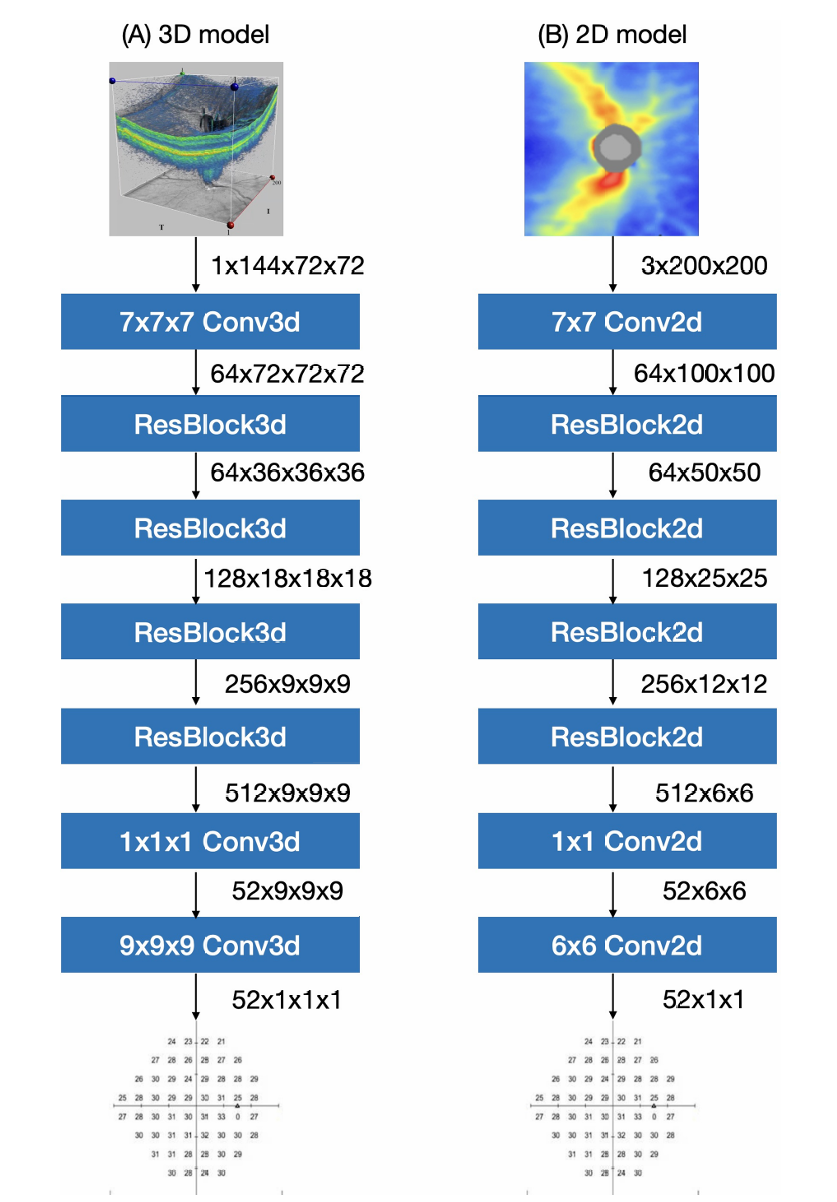 (A) 3D model
(B) 2D model
200
I
T
1
1x144x72x72
7x7x7 Conv3d
64x72x72x72
ResBlock3d
64x36x36x36
ResBlock3d
128x18x18x18
ResBlock3d
256x9x9x9
ResBlock3d
512x9x9x9
1x1x1 Conv3d
52x9x9x9
9x9x9 Conv3d
52x1x1x1
24 23 22 21
27 28 26 28 27 26
26 30 29 24 29 28 28 29
25 28 30 29 29 30 31 31 25 28
27 28 30 31 30 31 33 0 27
30 30 31 31 32 30 30 28
31 31 28 28 30 29
30 28 24 30
3x200x200
7x7 Conv2d
64x100x100
ResBlock2d
64x50x50
ResBlock2d
128x25x25
ResBlock2d
256x12x12
ResBlock2d
512x6x6
1x1 Conv2d
52x6x6
6x6 Conv2d
52x1x1
24 23 22 21
27 28 26 28 27 26
26 30 29 24 29 28 28 29
25 28 30 29 29 30 31 31 25 28
27 28 30 31 30 31 33 0 27
30 30 31 31 32 30 30 28
31 31 28 28 30 29
30 28 24 30